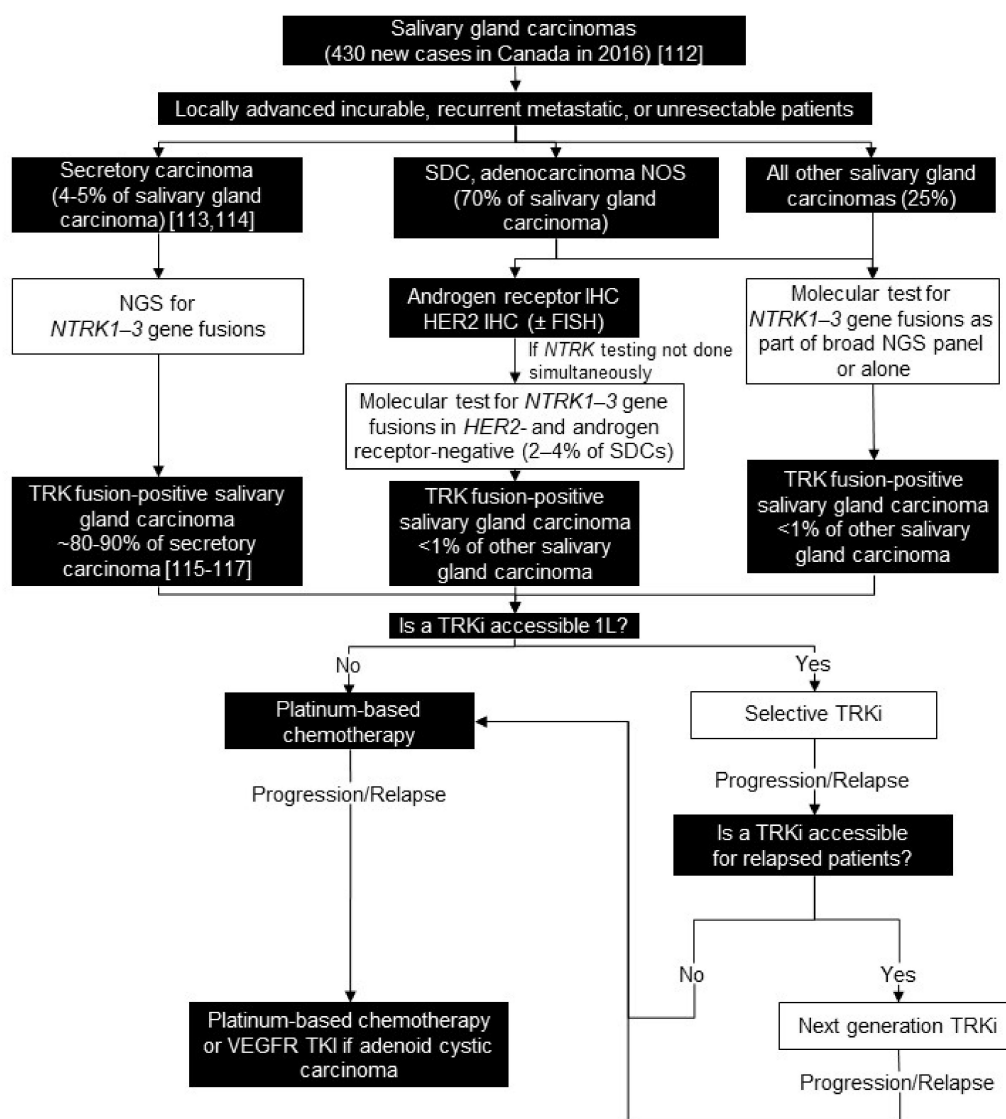 Salivary gland carcinomas
(430 new cases in Canada in 2016) [112]
Locally advanced incurable, recurrent metastatic, or unresectable patients
Secretory carcinoma
(4-5% of salivary gland
carcinoma) [113,114]
SDC, adenocarcinoma NOS
(70% of salivary gland
carcinoma)
All other salivary gland
carcinomas (25%)
NGS for
NTRK1–3 gene fusions
Androgen receptor IHC
HER2 IHC (± FISH)
Molecular test for
NTRK1–3 gene fusions as
part of broad NGS panel
or alone
If NTRK testing not done
simultaneously
Molecular test for NTRK1–3 gene
fusions in HER2- and androgen
receptor-negative (2–4% of SDCs)
TRK fusion-positive salivary
gland carcinoma
~80-90% of secretory
carcinoma [115-117]
TRK fusion-positive
salivary gland carcinoma
<1% of other salivary
gland carcinoma
TRK fusion-positive
salivary gland carcinoma
<1% of other salivary
gland carcinoma
Is a TRKi accessible 1L?
No
Yes
Platinum-based
chemotherapy
Selective TRKi
Progression/Relapse
Progression/Relapse
Is a TRKi accessible
for relapsed patients?
No
Yes
Platinum-based chemotherapy
or VEGFR TKI if adenoid cystic
carcinoma
Next generation TRKi
Progression/Relapse